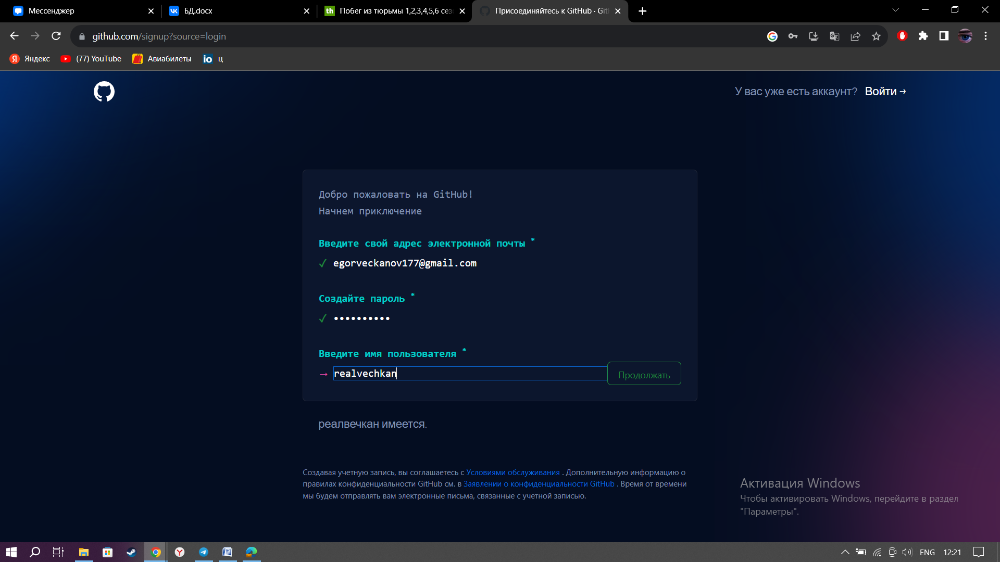 Мессенджер
БД.docx
th Побег из тюрьмы 1,2,3,4,5,6 сез
Присоединяйтесь к GitHub · Git
github.com/signup?source=login
Яндекс
(77) YouTube
Авиабилеты
io ц
У вас уже есть аккаунт? Войти →
Добро пожаловать на GitHub!
Начнем приключение
Введите свой адрес электронной почты *
✓ egorveckanov177@gmail.com
Создайте пароль *
✓ ••••••••••
Введите имя пользователя *
→ realvechkan
Продолжать
реалвечкан имеется.
Создавая учетную запись, вы соглашаетесь с Условиями обслуживания . Дополнительную информацию о
правилах конфиденциальности GitHub см. в Заявлении о конфиденциальности GitHub . Время от времени
мы будем отправлять вам электронные письма, связанные с учетной записью.
Активация Windows
Чтобы активировать Windows, перейдите в раздел
"Параметры".
ENG 12:21